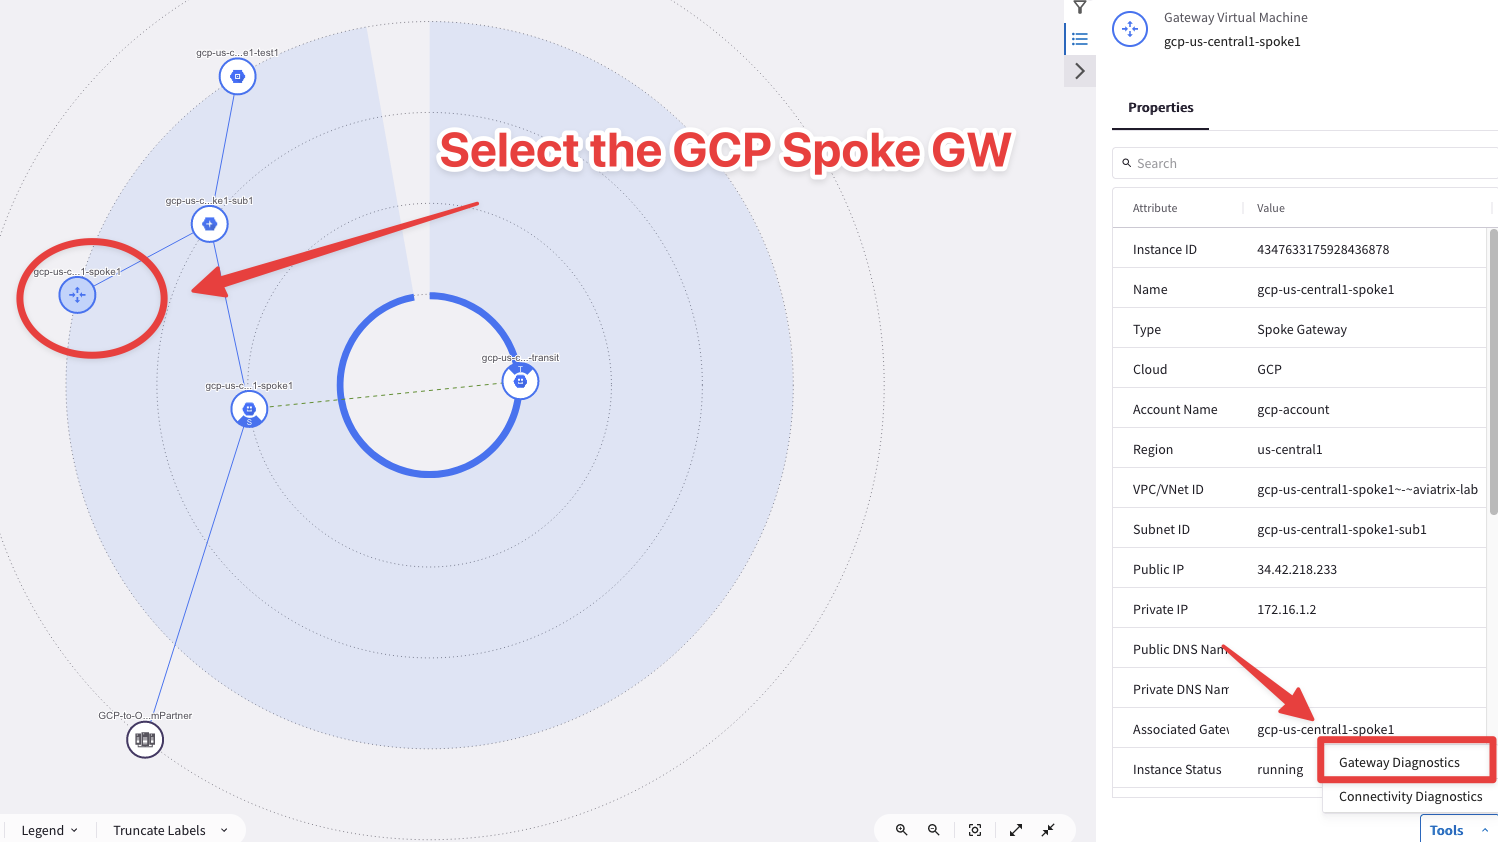 gcp-us-c...e1-test1
gcp-us-c...ke1-sub1
gcp-us-c...1-spoke1
gcp-us-c...1-spoke1
S
gcp-us-c...-transit
T
GCP-to-O...mPartner
Select the GCP Spoke GW
Legend
Truncate Labels
Gateway Virtual Machine
gcp-us-central1-spoke1
Properties
Search
Attribute Value
Instance ID 4347633175928436878
Name gcp-us-central1-spoke1
Type Spoke Gateway
Cloud GCP
Account Name gcp-account
Region us-central1
VPC/VNet ID gcp-us-central1-spoke1~-~aviatrix-lab
Subnet ID gcp-us-central1-spoke1-sub1
Public IP 34.42.218.233
Private IP 172.16.1.2
Public DNS Nam
Private DNS Nam
Associated Gatew gcp-us-central1-spoke1
Instance Status running
Gateway Diagnostics
Connectivity Diagnostics
Tools